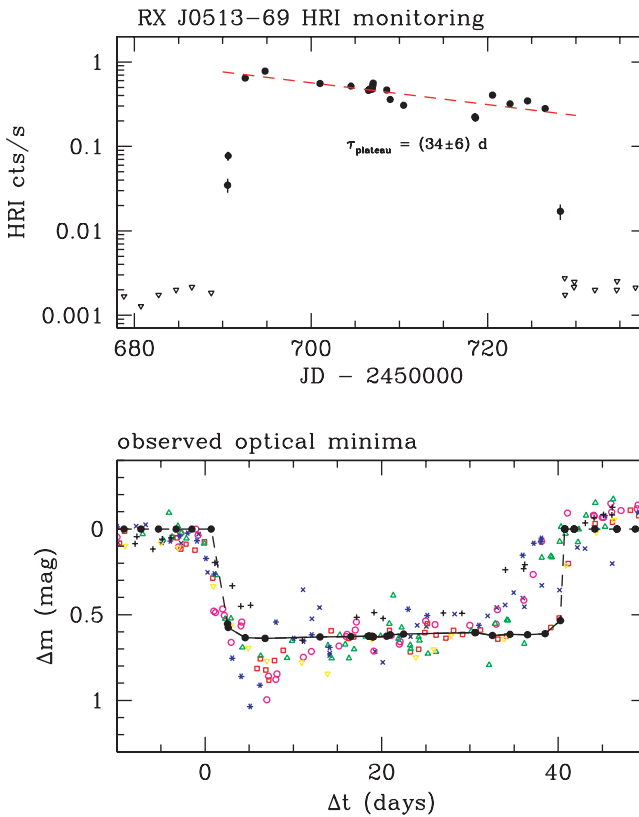 RX J0513−69 HRI monitoring
1
0.1
0.01
0.001
HRI cts/s
τplateau = (34±6) d
680 700 720
JD − 2450000
observed optical minima
0
0.5
1
Δm (mag)
0 20 40
Δt (days)